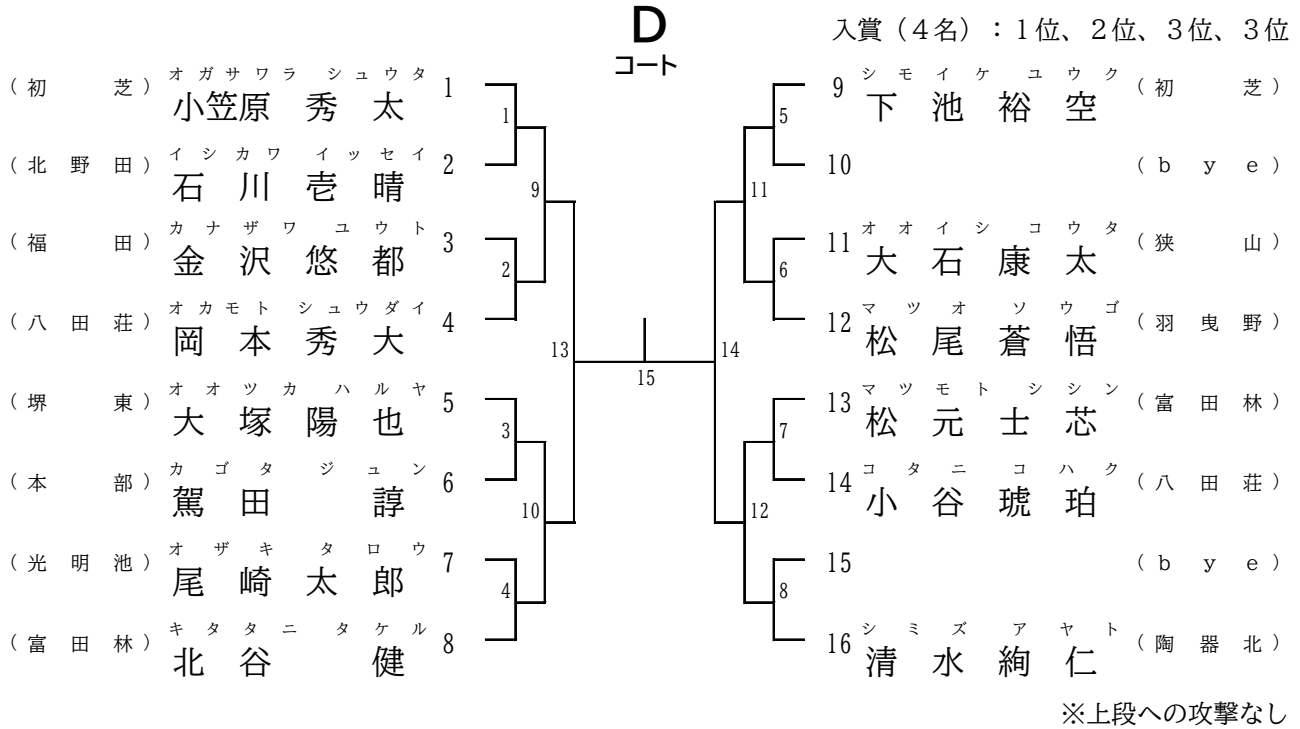 D
コート
入賞（４名）：１位、２位、３位、３位
オガサワラ シュウタ
（初芝） 小笠原 秀太 1
イシカワ イッセイ
（北野田） 石川壱晴 2
カナザワ ユウト
（福田） 金沢悠都 3
オカモト シュウダイ
（八田荘） 岡本秀大 4
オオツカ ハルヤ
（堺東） 大塚陽也 5
カゴタ ジュン
（本部） 駕田 諄 6
オザキ タロウ
（光明池） 尾崎太郎 7
キタタニ タケル
（富田林） 北谷 健 8
1
2
3
4
9
10
13
15
14
11
12
5
6
7
8
シモイケ ユウク
9 下池裕空 （初芝）
10 （ｂｙｅ）
オオイシ コウタ
11 大石康太 （狭山）
マツオ ソウゴ
12 松尾蒼悟 （羽曳野）
マツモト シシン
13 松元士芯 （富田林）
コタニ コハク
14 小谷琥珀 （八田荘）
15 （ｂｙｅ）
シミズ アヤト
16 清水絢仁 （陶器北）
※上段への攻撃なし